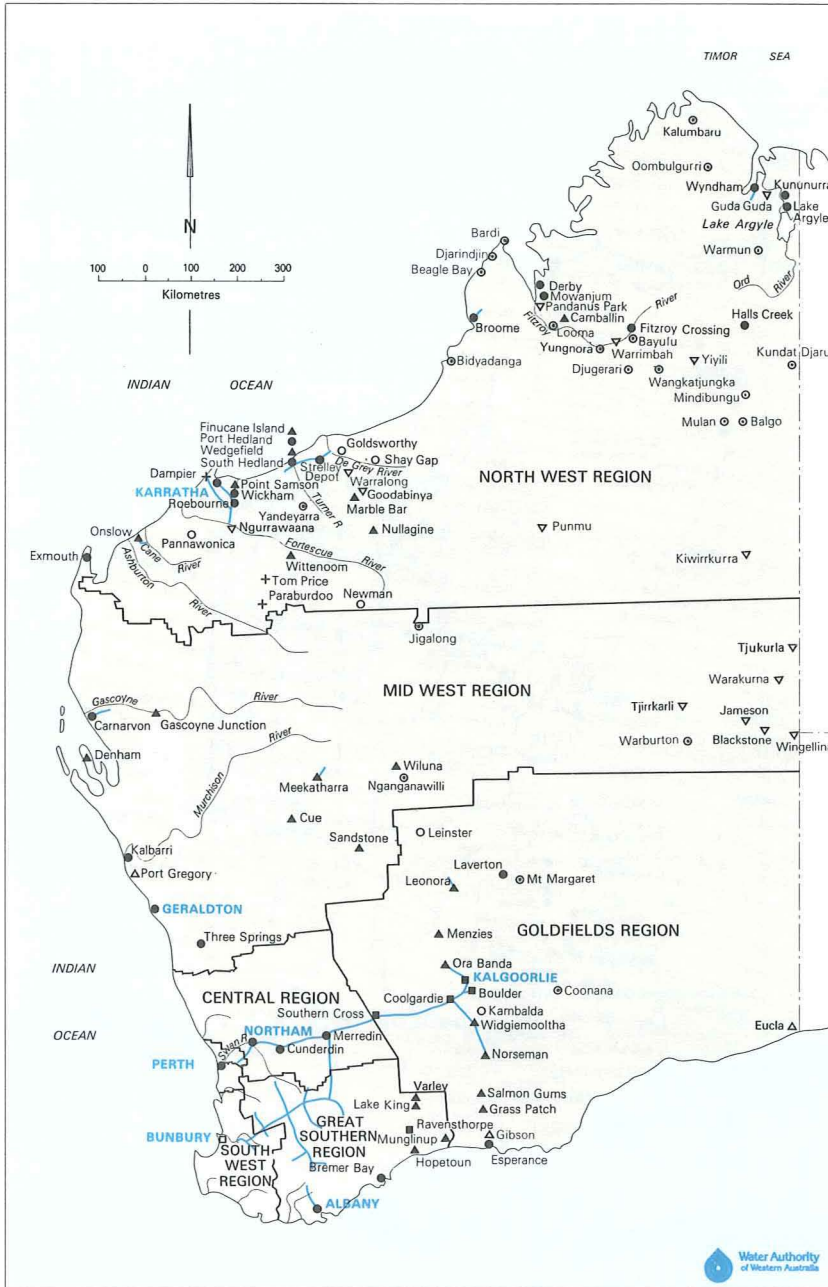 TIMOR SEA
Kalumbaru
Oombulgurri
Wyndham
Kununurra
Guda Guda
Lake
Argyle
Lake Argyle
Bardi
Djarindjin
Warmun
Beagle Bay
Ord River
Derby
Mowanjum
Pandanus Park
Camballin
River
Halls Creek
Broome
Fitzroy
Looma
Fitzroy Crossing
Bayulu
Yungnora
Warrimbah
Yiyili
Kundat Djaru
Bidyadanga
Djugerari
Wangkatjungka
Mindibungu
Mulan
Balgo
N
100 0 100 200 300
Kilometres
INDIAN OCEAN
Finucane Island
Port Hedland
Wedgefield
South Hedland
Goldsworthy
Shay Gap
Strelley
Depot
De Grey River
Dampier
Point Samson
Warralong
NORTH WEST REGION
KARRATHA
Wickham
Goodabinya
Roebourne
Turner R
Marble Bar
Yandeyarra
Onslow
Ngurrawaana
Nullagine
Punmu
Pannawonica
Cane River
Fortescue River
Exmouth
Wittenoom
Kiwirrkurra
Ashburton River
Tom Price
Paraburdoo
Newman
Jigalong
Tjukurla
MID WEST REGION
Warakurna
Gascoyne River
Tjirrkarli
Jameson
Carnarvon
Gascoyne Junction
River
Warburton
Blackstone
Wingellina
Denham
Murchison
Wiluna
Meekatharra
Nganganawilli
Cue
Leinster
Sandstone
Kalbarri
Laverton
Port Gregory
Leonora
Mt Margaret
GERALDTON
Menzies
GOLDFIELDS REGION
Three Springs
Ora Banda
INDIAN
OCEAN
KALGOORLIE
CENTRAL REGION
Coolgardie
Boulder
Coonana
Southern Cross
Kambalda
NORTHAM
Merredin
Widgiemooltha
Eucla
Swan R
Cunderdin
PERTH
Norseman
Varley
Salmon Gums
Lake King
Grass Patch
GREAT
SOUTHERN
REGION
Ravensthorpe
BUNBURY
SOUTH
WEST
REGION
Munglinup
Gibson
Bremer Bay
Hopetoun
Esperance
ALBANY
Water Authority
of Western Australia